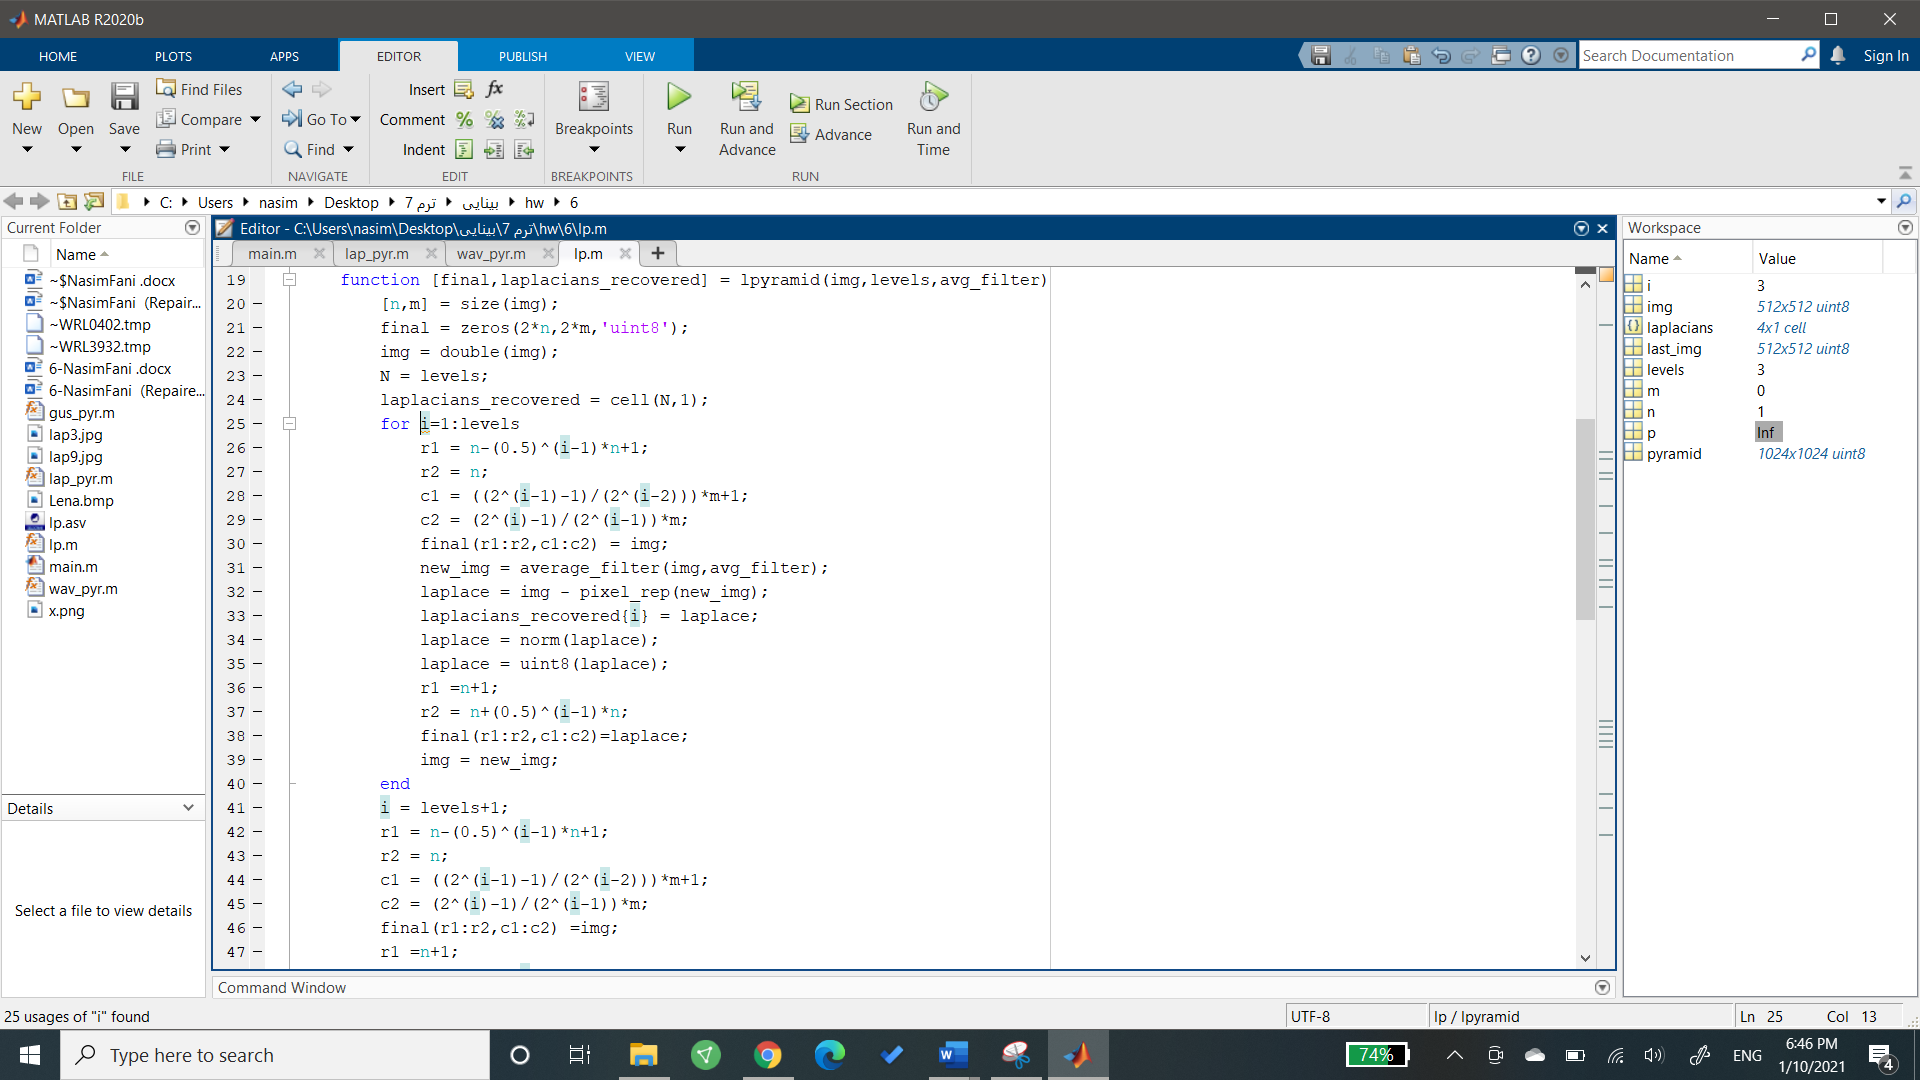 MATLAB R2020b
HOME PLOTS APPS EDITOR PUBLISH VIEW
Search Documentation
Sign In
New Open Save
Find Files
Compare
Print
FILE
Go To
Find
NAVIGATE
Insert
Comment
Indent
EDIT
Breakpoints
BREAKPOINTS
Run
Run and Advance
Run Section
Advance
Run and Time
RUN
C: Users nasim Desktop ترم 7 بینایی hw 6
Current Folder
Name
~$NasimFani .docx
~$NasimFani (Repair...
~WRL0402.tmp
~WRL3932.tmp
6-NasimFani .docx
6-NasimFani (Repaire...
gus_pyr.m
lap3.jpg
lap9.jpg
lap_pyr.m
Lena.bmp
lp.asv
lp.m
main.m
wav_pyr.m
x.png
Details
Select a file to view details
Editor - C:\Users\nasim\Desktop\ترم 7\بینایی\hw\6\lp.m
main.m lap_pyr.m wav_pyr.m lp.m
19 function [final,laplacians_recovered] = lpyramid(img,levels,avg_filter)
20 – [n,m] = size(img);
21 – final = zeros(2*n,2*m,'uint8');
22 – img = double(img);
23 – N = levels;
24 – laplacians_recovered = cell(N,1);
25 – for i=1:levels
26 – r1 = n-(0.5)^(i-1)*n+1;
27 – r2 = n;
28 – c1 = ((2^(i-1)-1)/(2^(i-2)))*m+1;
29 – c2 = (2^(i)-1)/(2^(i-1))*m;
30 – final(r1:r2,c1:c2) = img;
31 – new_img = average_filter(img,avg_filter);
32 – laplace = img - pixel_rep(new_img);
33 – laplacians_recovered{i} = laplace;
34 – laplace = norm(laplace);
35 – laplace = uint8(laplace);
36 – r1 =n+1;
37 – r2 = n+(0.5)^(i-1)*n;
38 – final(r1:r2,c1:c2)=laplace;
39 – img = new_img;
40 – end
41 – i = levels+1;
42 – r1 = n-(0.5)^(i-1)*n+1;
43 – r2 = n;
44 – c1 = ((2^(i-1)-1)/(2^(i-2)))*m+1;
45 – c2 = (2^(i)-1)/(2^(i-1))*m;
46 – final(r1:r2,c1:c2) =img;
47 – r1 =n+1;
Command Window
Workspace
Name Value
i 3
img 512x512 uint8
laplacians 4x1 cell
last_img 512x512 uint8
levels 3
m 0
n 1
p Inf
pyramid 1024x1024 uint8
25 usages of "i" found
UTF-8
lp / lpyramid
Ln 25 Col 13
Type here to search
74%
ENG
6:46 PM
1/10/2021
4